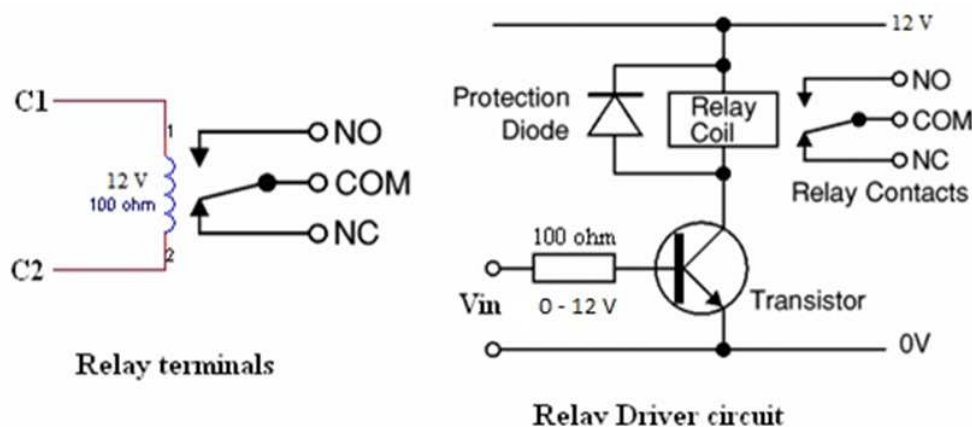 C1
1
12 V
100 ohm
2
C2
NO
COM
NC
Relay terminals
12 V
Protection
Diode
Relay
Coil
NO
COM
NC
Relay Contacts
100 ohm
Vin
0 - 12 V
Transistor
0V
Relay Driver circuit